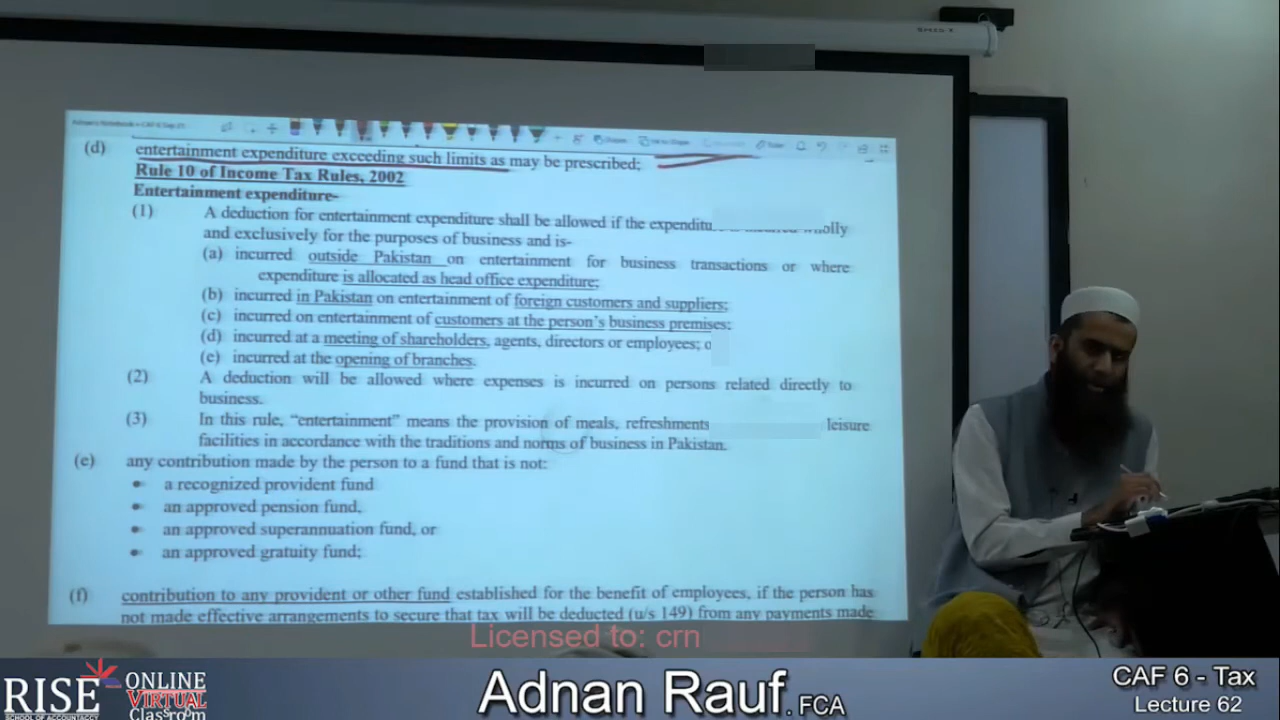 SHIST
(d) entertainment expenditure exceeding such limits as may be prescribed;
Rule 10 of Income Tax Rules, 2002
Entertainment expenditure-
(1) A deduction for entertainment expenditure shall be allowed if the expenditu
and exclusively for the purposes of business and is-
(a) incurred outside Pakistan on entertainment for business transactions or where
expenditure is allocated as head office expenditure;
(b) incurred in Pakistan on entertainment of foreign customers and suppliers;
(c) incurred on entertainment of customers at the person's business premises;
(d) incurred at a meeting of shareholders, agents, directors or employees; o
(e) incurred at the opening of branches.
(2) A deduction will be allowed where expenses is incurred on persons related directly to
business.
(3) In this rule, "entertainment" means the provision of meals, refreshments leisure
facilities in accordance with the traditions and norms of business in Pakistan.
(e) any contribution made by the person to a fund that is not:
• a recognized provident fund
• an approved pension fund,
• an approved superannuation fund, or
• an approved gratuity fund;
(f) contribution to any provident or other fund established for the benefit of employees, if the person has
not made effective arrangements to secure that tax will be deducted (u/s 149) from any payments made
Licensed to: crn
RISE
SCHOOL OF ACCOUNTANCY
ONLINE
VIRTUAL
Classroom
Adnan Rauf. FCA
CAF 6 - Tax
Lecture 62